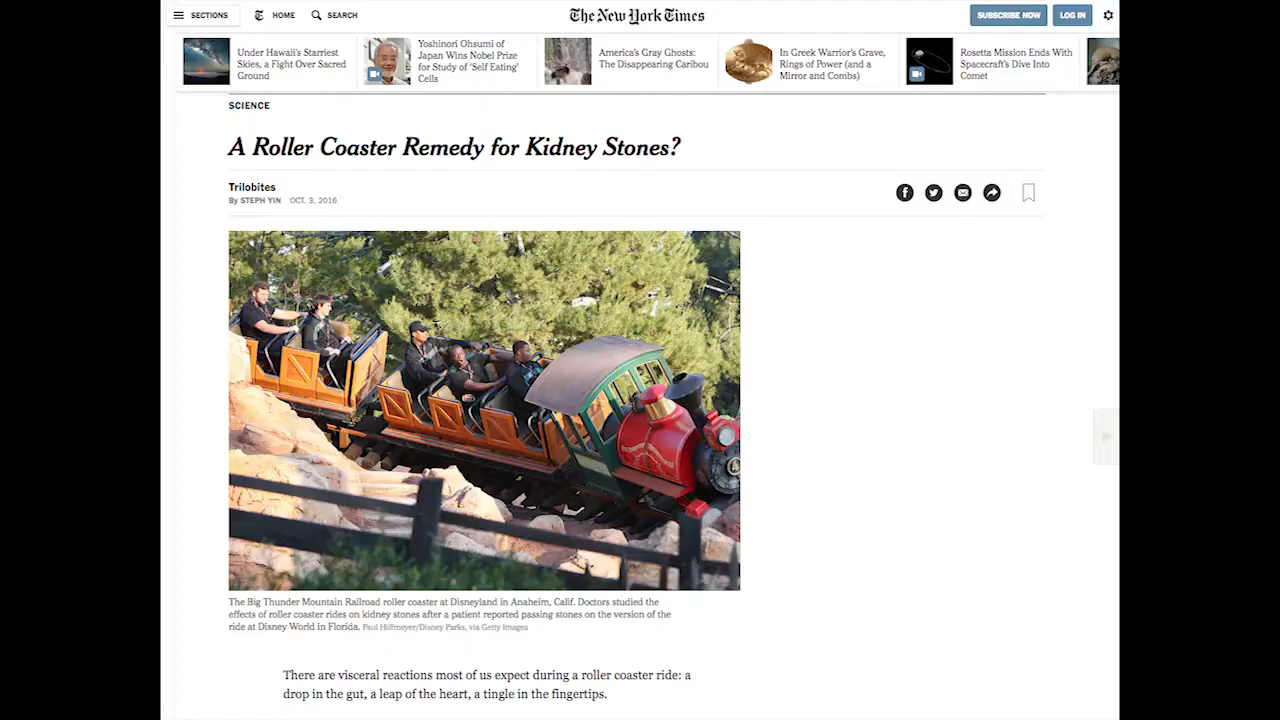 SECTIONS
HOME
SEARCH
The New York Times
SUBSCRIBE NOW
LOG IN
Under Hawaii's Starriest
Skies, a Fight Over Sacred
Ground
Yoshinori Ohsumi of
Japan Wins Nobel Prize
for Study of 'Self Eating'
Cells
America's Gray Ghosts:
The Disappearing Caribou
In Greek Warrior's Grave,
Rings of Power (and a
Mirror and Combs)
Rosetta Mission Ends With
Spacecraft's Dive Into
Comet
SCIENCE
A Roller Coaster Remedy for Kidney Stones?
Trilobites
By STEPH YIN OCT. 3, 2016
The Big Thunder Mountain Railroad roller coaster at Disneyland in Anaheim, Calif. Doctors studied the
effects of roller coaster rides on kidney stones after a patient reported passing stones on the version of the
ride at Disney World in Florida. Paul Hiffmeyer/Disney Parks, via Getty Images
There are visceral reactions most of us expect during a roller coaster ride: a
drop in the gut, a leap of the heart, a tingle in the fingertips.